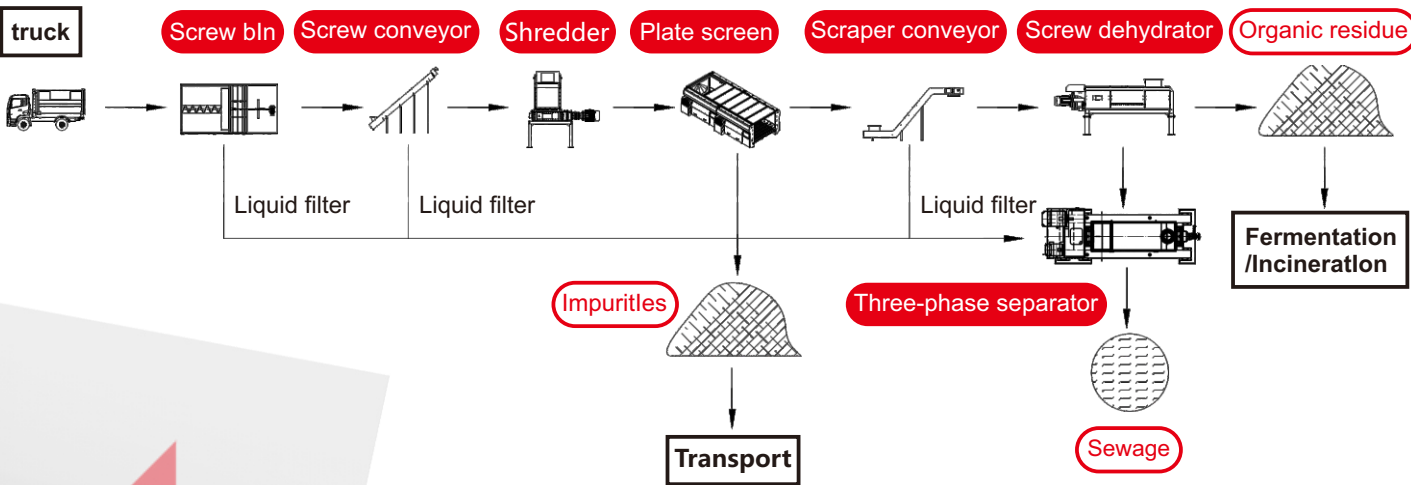 truck
Screw bln
Screw conveyor
Shredder
Plate screen
Scraper conveyor
Screw dehydrator
Organic residue
Liquid filter
Liquid filter
Liquid filter
Fermentation
/Incineratlon
Impuritles
Three-phase separator
Transport
Sewage